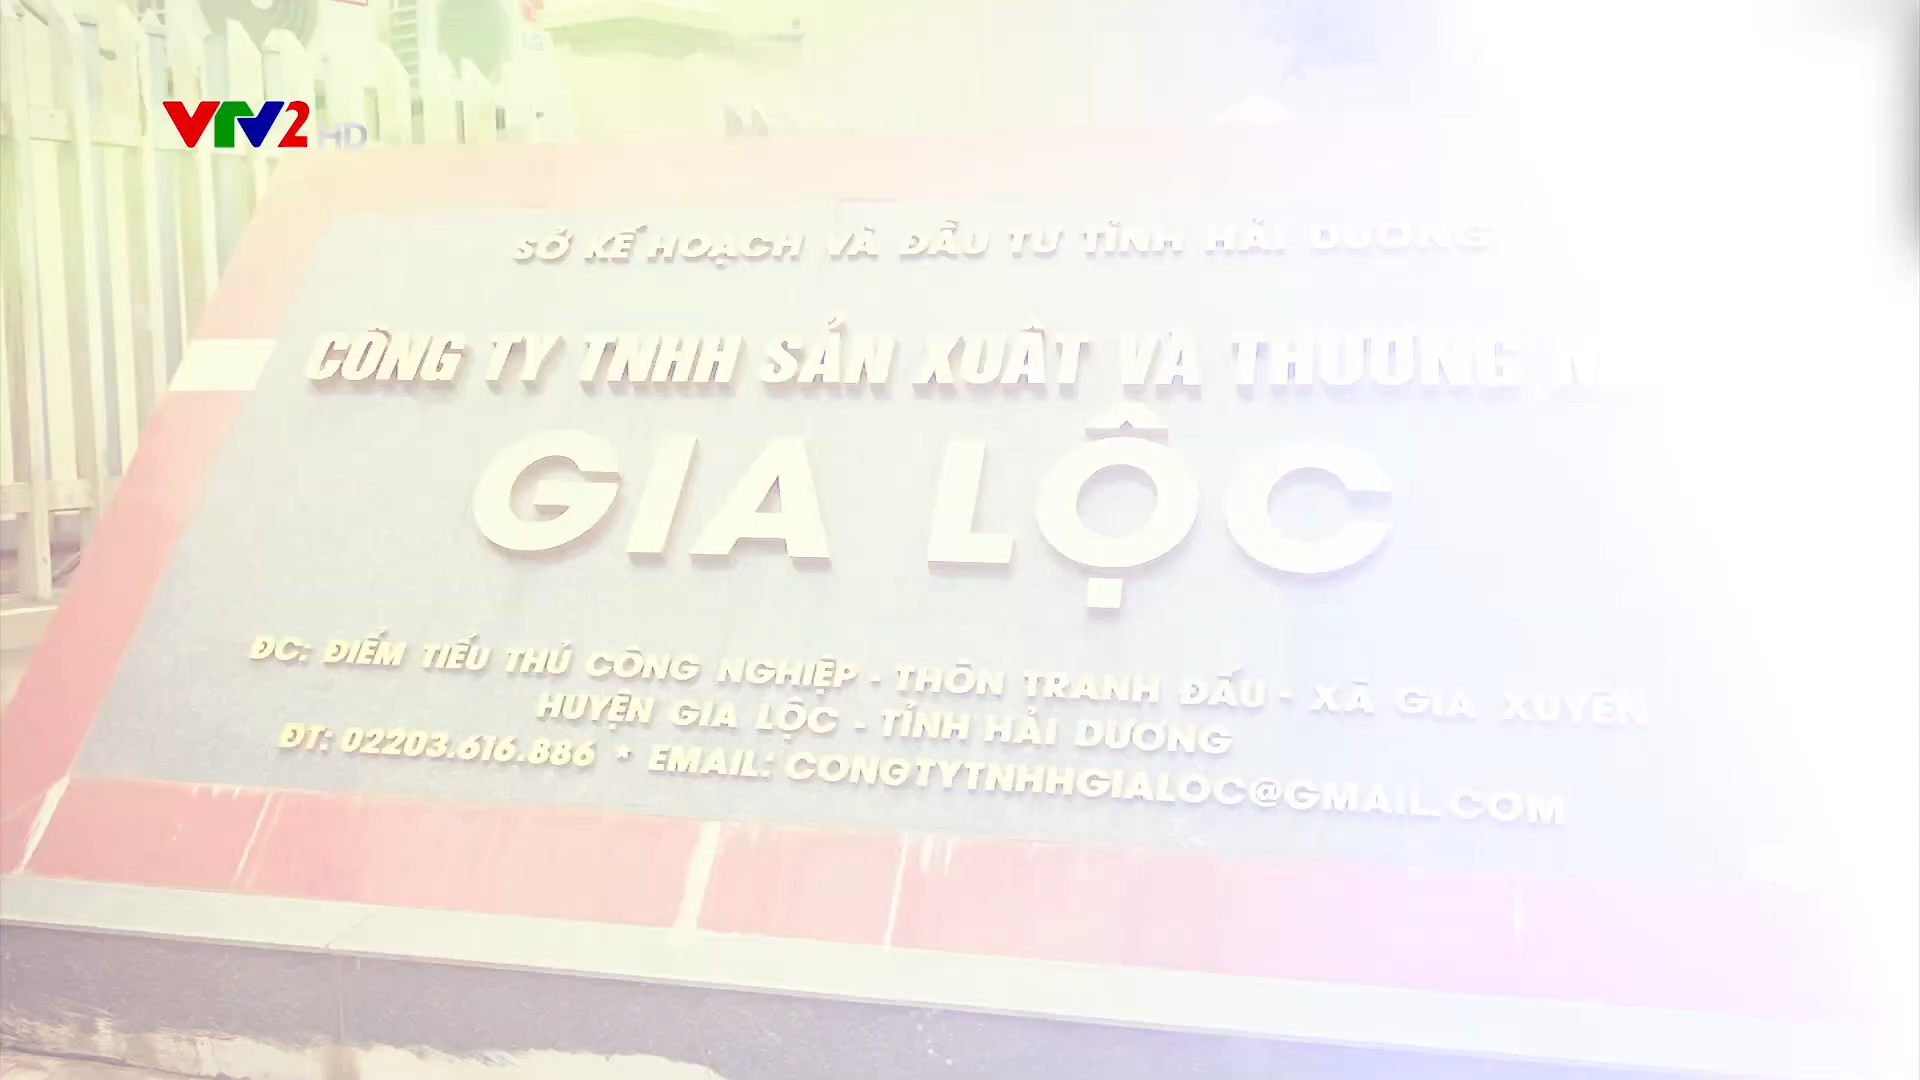 VTV2 HD
LG
SỞ KẾ HOẠCH VÀ ĐẦU TƯ TỈNH HẢI DƯƠNG
CÔNG TY TNHH SẢN XUẤT VÀ THƯƠNG
GIA LỘC
ĐC: ĐIỂM TIỂU THỦ CÔNG NGHIỆP - THÔN TRANH ĐẤU - XÃ GIA XUYÊN
HUYỆN GIA LỘC - TỈNH HẢI DƯƠNG
ĐT: 02203.616.886 * EMAIL: CONGTYTNHHGIALOC@GMAIL.COM